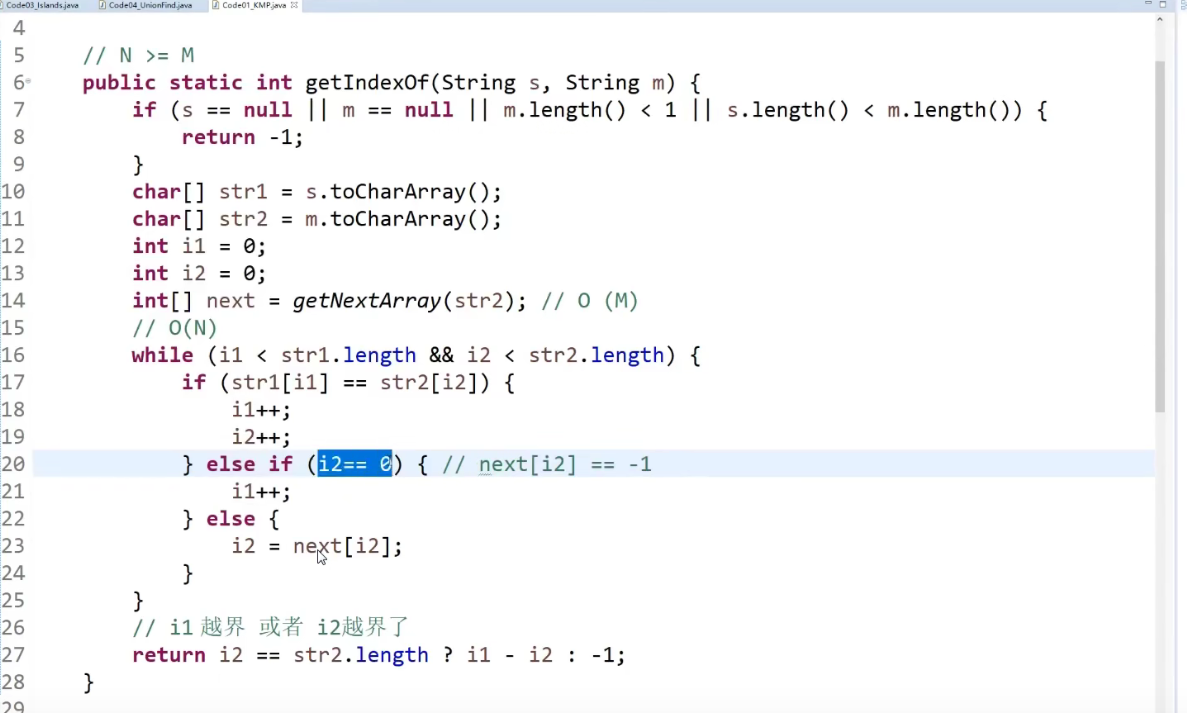 Code03_Islands.java Code04_UnionFind.java Code01_KMP.java
4
5 // N >= M
6 public static int getIndexOf(String s, String m) {
7 if (s == null || m == null || m.length() < 1 || s.length() < m.length()) {
8 return -1;
9 }
10 char[] str1 = s.toCharArray();
11 char[] str2 = m.toCharArray();
12 int i1 = 0;
13 int i2 = 0;
14 int[] next = getNextArray(str2); // O (M)
15 // O(N)
16 while (i1 < str1.length && i2 < str2.length) {
17 if (str1[i1] == str2[i2]) {
18 i1++;
19 i2++;
20 } else if (i2== 0) { // next[i2] == -1
21 i1++;
22 } else {
23 i2 = next[i2];
24 }
25 }
26 // i1 越界 或者 i2越界了
27 return i2 == str2.length ? i1 - i2 : -1;
28 }
29